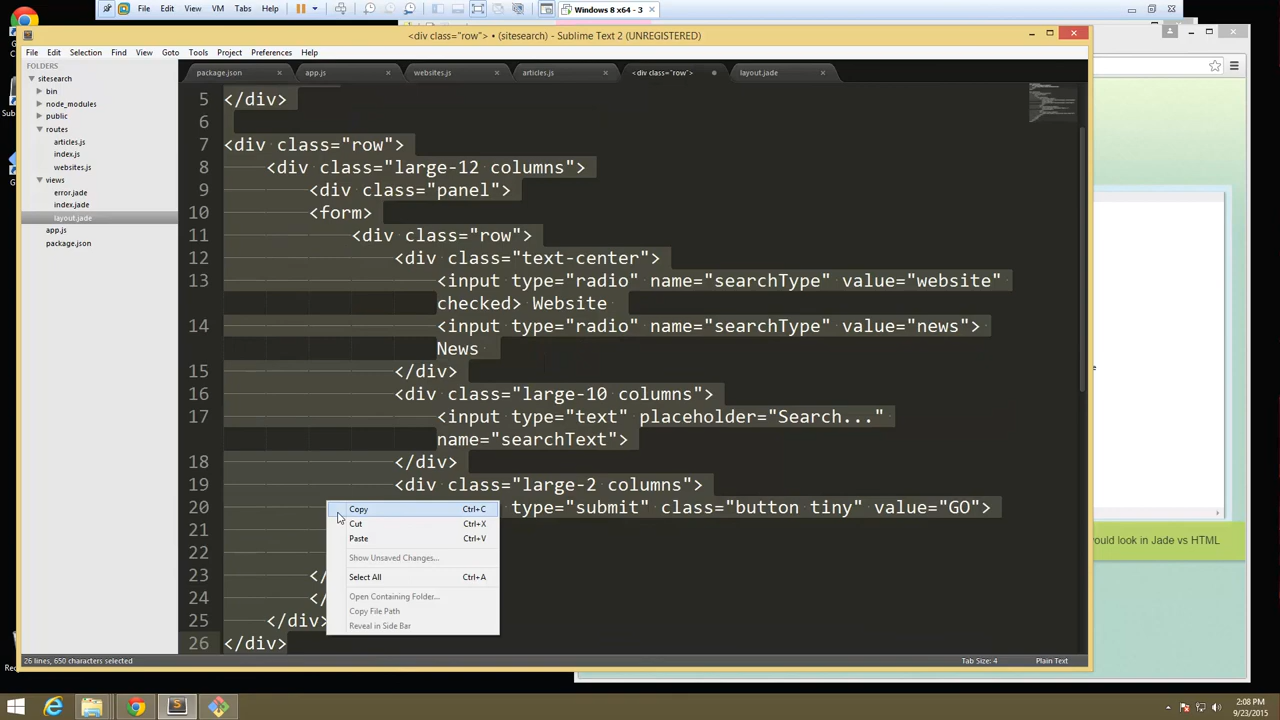 File Edit View VM Tabs Help
Windows 8 x64 - 3
<div class="row"> • (sitesearch) - Sublime Text 2 (UNREGISTERED)
File Edit Selection Find View Goto Tools Project Preferences Help
FOLDERS
sitesearch
bin
node_modules
public
routes
articles.js
index.js
websites.js
views
error.jade
index.jade
layout.jade
app.js
package.json
package.json app.js websites.js articles.js <div class="row"> layout.jade
5 </div>
6
7 <div class="row">
8 <div class="large-12 columns">
9 <div class="panel">
10 <form>
11 <div class="row">
12 <div class="text-center">
13 <input type="radio" name="searchType" value="website"
checked> Website
14 <input type="radio" name="searchType" value="news">
News
15 </div>
16 <div class="large-10 columns">
17 <input type="text" placeholder="Search..."
name="searchText">
18 </div>
19 <div class="large-2 columns">
20 type="submit" class="button tiny" value="GO">
21
22
23 </
24 </
25 </div>
26 </div>
Copy Ctrl+C
Cut Ctrl+X
Paste Ctrl+V
Show Unsaved Changes...
Select All Ctrl+A
Open Containing Folder...
Copy File Path
Reveal in Side Bar
ould look in Jade vs HTML
26 lines, 650 characters selected
Tab Size: 4 Plain Text
2:08 PM
9/23/2015